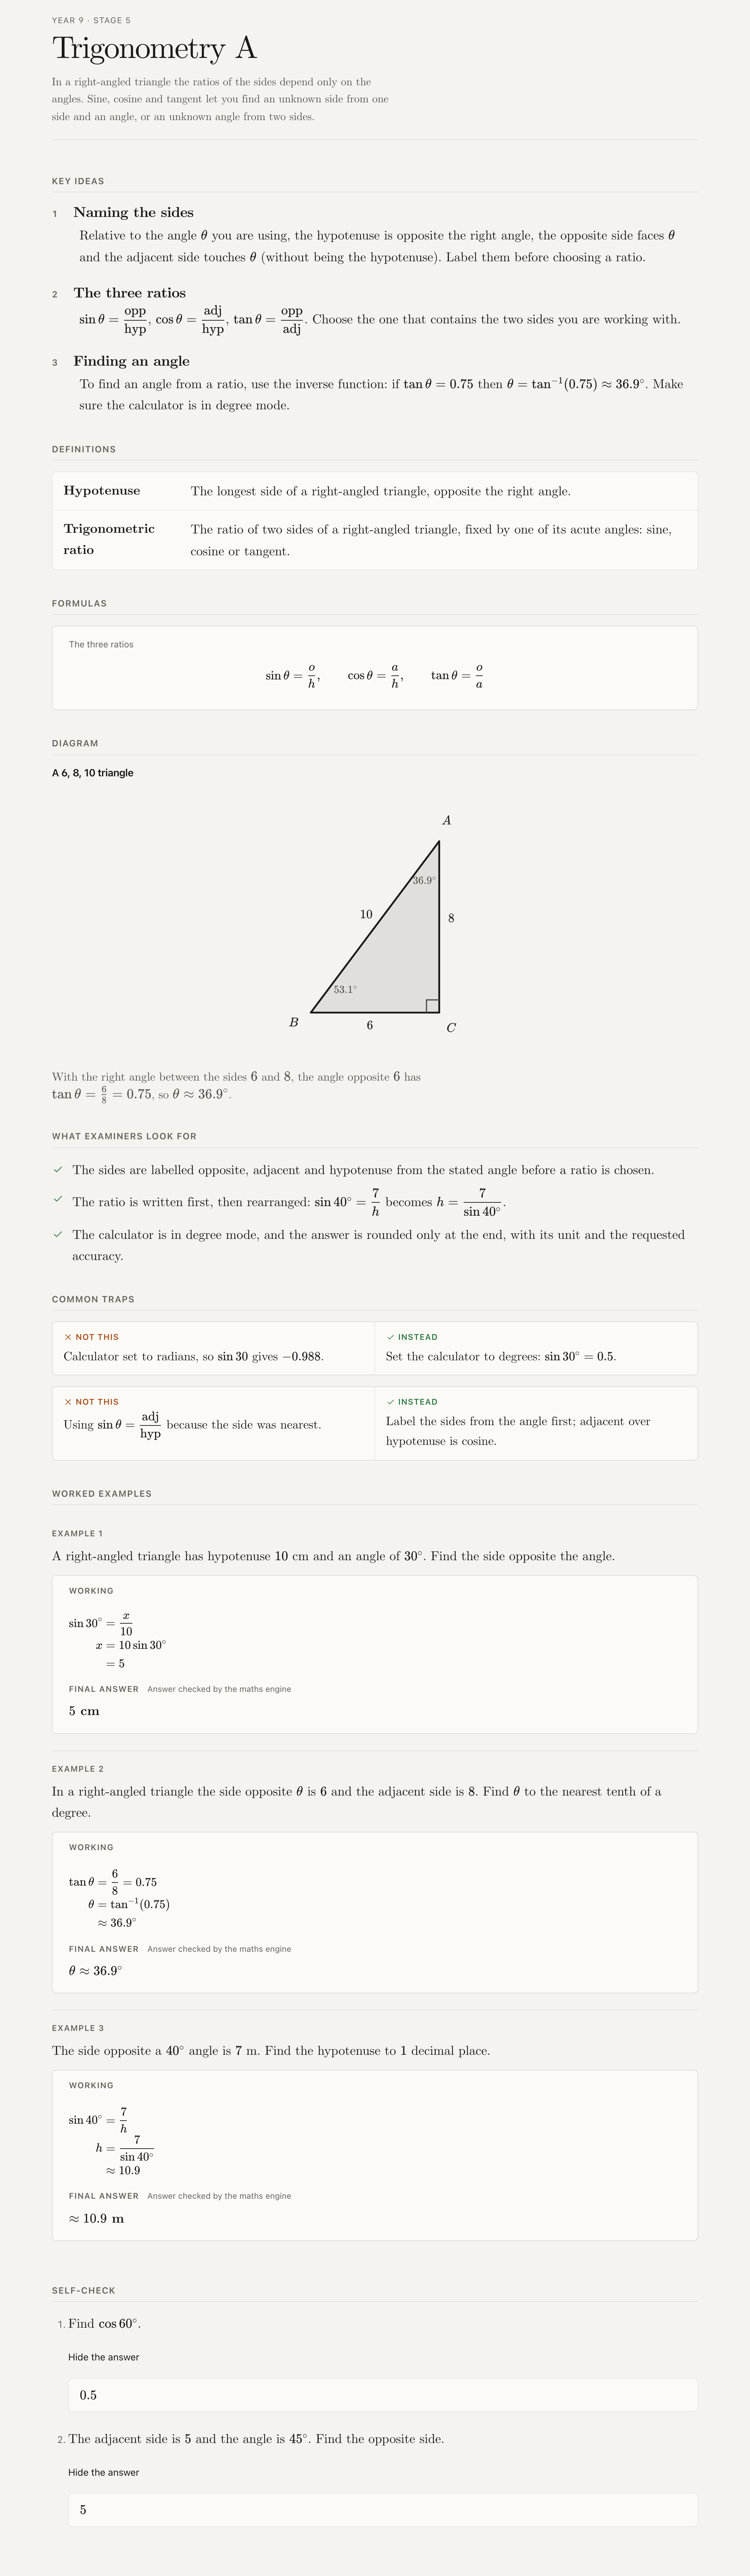 YEAR 9 · STAGE 5
Trigonometry A
In a right-angled triangle the ratios of the sides depend only on the
angles. Sine, cosine and tangent let you find an unknown side from one
side and an angle, or an unknown angle from two sides.
KEY IDEAS
1 Naming the sides
Relative to the angle θ you are using, the hypotenuse is opposite the right angle, the opposite side faces θ
and the adjacent side touches θ (without being the hypotenuse). Label them before choosing a ratio.
2 The three ratios
sin θ = opp/hyp, cos θ = adj/hyp, tan θ = opp/adj. Choose the one that contains the two sides you are working with.
3 Finding an angle
To find an angle from a ratio, use the inverse function: if tan θ = 0.75 then θ = tan⁻¹(0.75) ≈ 36.9°. Make
sure the calculator is in degree mode.
DEFINITIONS
Hypotenuse The longest side of a right-angled triangle, opposite the right angle.
Trigonometric The ratio of two sides of a right-angled triangle, fixed by one of its acute angles: sine,
ratio cosine or tangent.
FORMULAS
The three ratios
sin θ = o/h, cos θ = a/h, tan θ = o/a
DIAGRAM
A 6, 8, 10 triangle
A
36.9°
10
8
53.1°
B
6
C
With the right angle between the sides 6 and 8, the angle opposite 6 has
tan θ = 6/8 = 0.75, so θ ≈ 36.9°.
WHAT EXAMINERS LOOK FOR
✓ The sides are labelled opposite, adjacent and hypotenuse from the stated angle before a ratio is chosen.
✓ The ratio is written first, then rearranged: sin 40° = 7/h becomes h = 7/sin 40°.
✓ The calculator is in degree mode, and the answer is rounded only at the end, with its unit and the requested
accuracy.
COMMON TRAPS
× NOT THIS
Calculator set to radians, so sin 30 gives −0.988.
✓ INSTEAD
Set the calculator to degrees: sin 30° = 0.5.
× NOT THIS
Using sin θ = adj/hyp because the side was nearest.
✓ INSTEAD
Label the sides from the angle first; adjacent over
hypotenuse is cosine.
WORKED EXAMPLES
EXAMPLE 1
A right-angled triangle has hypotenuse 10 cm and an angle of 30°. Find the side opposite the angle.
WORKING
sin 30° = x/10
x = 10 sin 30°
= 5
FINAL ANSWER Answer checked by the maths engine
5 cm
EXAMPLE 2
In a right-angled triangle the side opposite θ is 6 and the adjacent side is 8. Find θ to the nearest tenth of a
degree.
WORKING
tan θ = 6/8 = 0.75
θ = tan⁻¹(0.75)
≈ 36.9°
FINAL ANSWER Answer checked by the maths engine
θ ≈ 36.9°
EXAMPLE 3
The side opposite a 40° angle is 7 m. Find the hypotenuse to 1 decimal place.
WORKING
sin 40° = 7/h
h = 7/sin 40°
≈ 10.9
FINAL ANSWER Answer checked by the maths engine
≈ 10.9 m
SELF-CHECK
1. Find cos 60°.
Hide the answer
0.5
2. The adjacent side is 5 and the angle is 45°. Find the opposite side.
Hide the answer
5